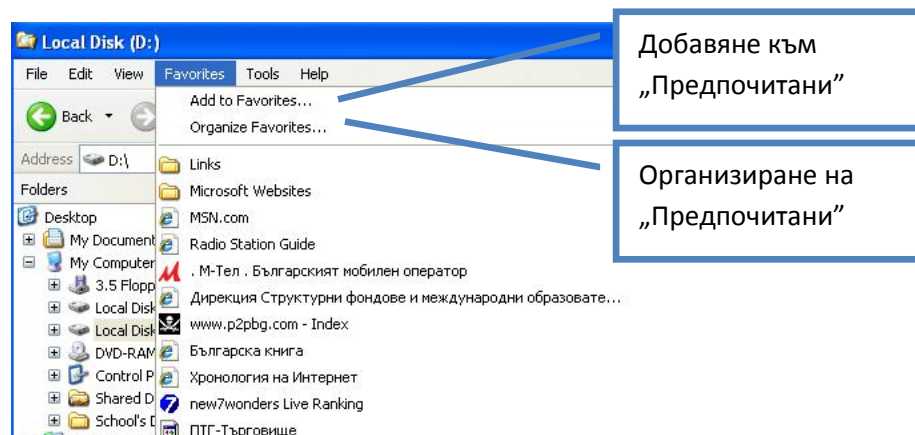 Local Disk (D:)
File Edit View Favorites Tools Help
Back
Address D:\
Folders
Desktop
My Document
My Computer
3.5 Flopp
Local Disk
Local Disk
DVD-RAM
Control P
Shared D
School's D
Add to Favorites...
Organize Favorites...
Links
Microsoft Websites
MSN.com
Radio Station Guide
. М-Тел . Българският мобилен оператор
Дирекция Структурни фондове и международни образовате...
www.p2pbg.com - Index
Българска книга
Хронология на Интернет
new7wonders Live Ranking
ПТГ-Търговище
Добавяне към
„Предпочитани”
Организиране на
„Предпочитани”